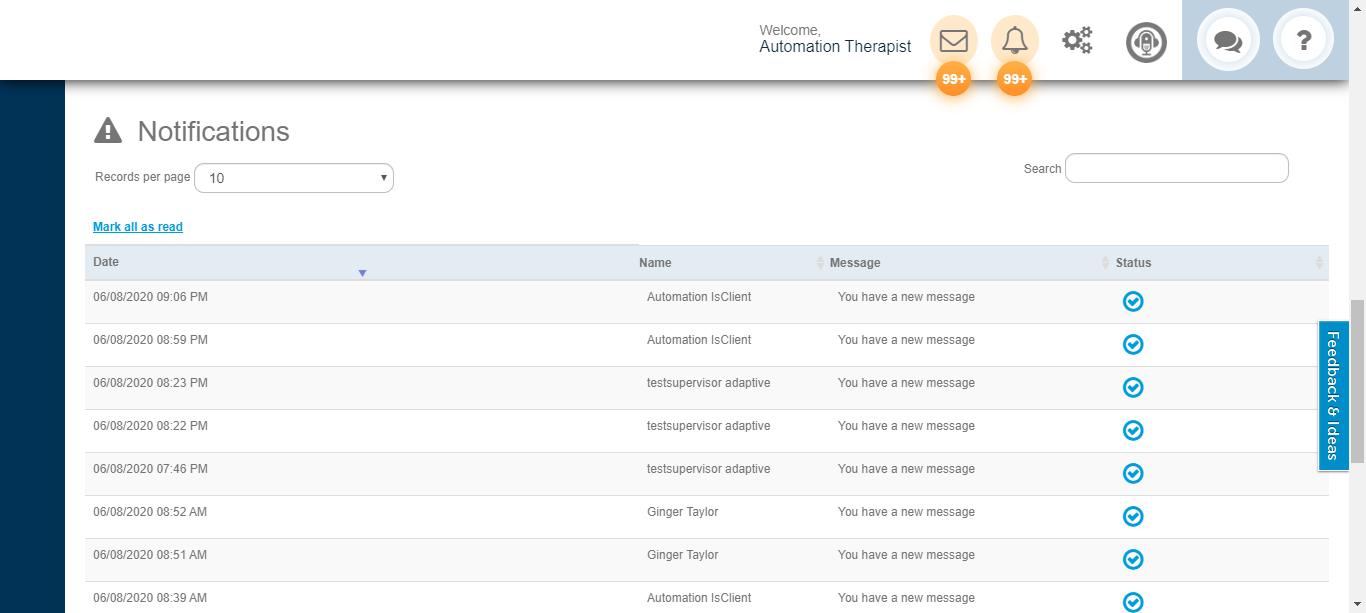 Welcome,
Automation Therapist
99+
99+
?
Notifications
Records per page 10
Search
Mark all as read
Date Name Message Status
06/08/2020 09:06 PM Automation IsClient You have a new message
06/08/2020 08:59 PM Automation IsClient You have a new message
06/08/2020 08:23 PM testsupervisor adaptive You have a new message
06/08/2020 08:22 PM testsupervisor adaptive You have a new message
06/08/2020 07:46 PM testsupervisor adaptive You have a new message
06/08/2020 08:52 AM Ginger Taylor You have a new message
06/08/2020 08:51 AM Ginger Taylor You have a new message
06/08/2020 08:39 AM Automation IsClient You have a new message
Feedback & Ideas